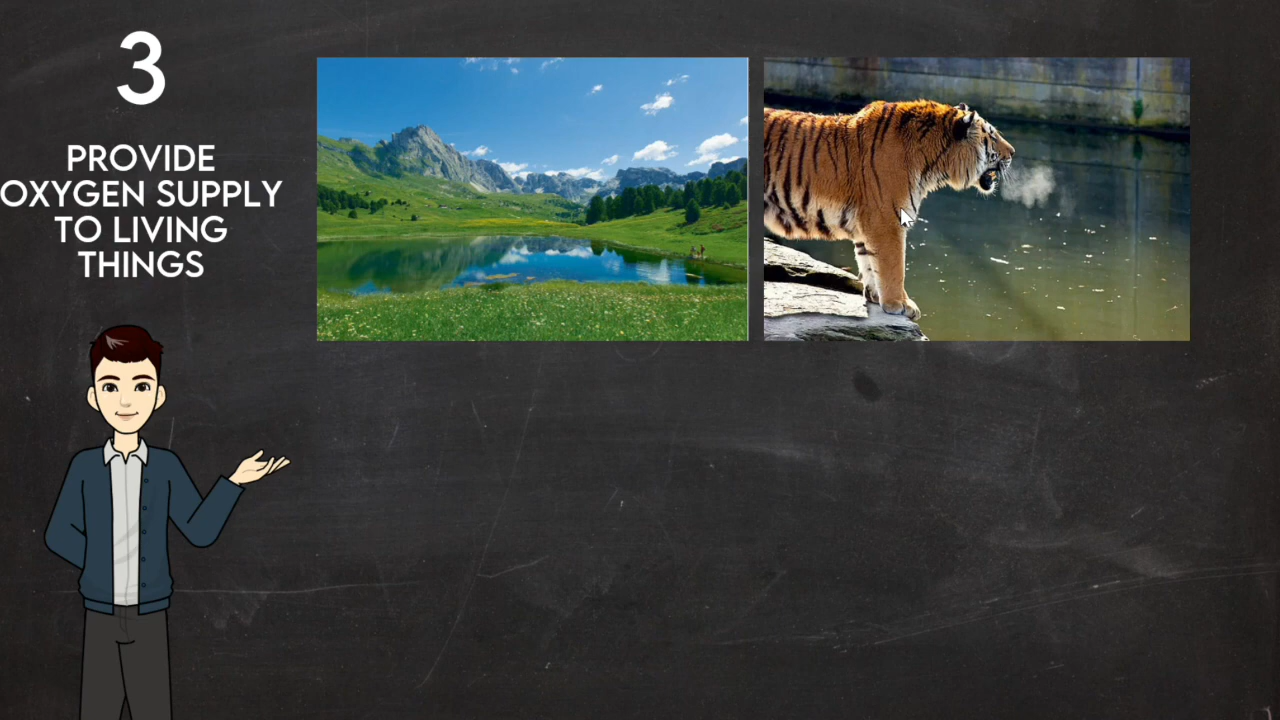 3
PROVIDE
OXYGEN SUPPLY
TO LIVING
THINGS